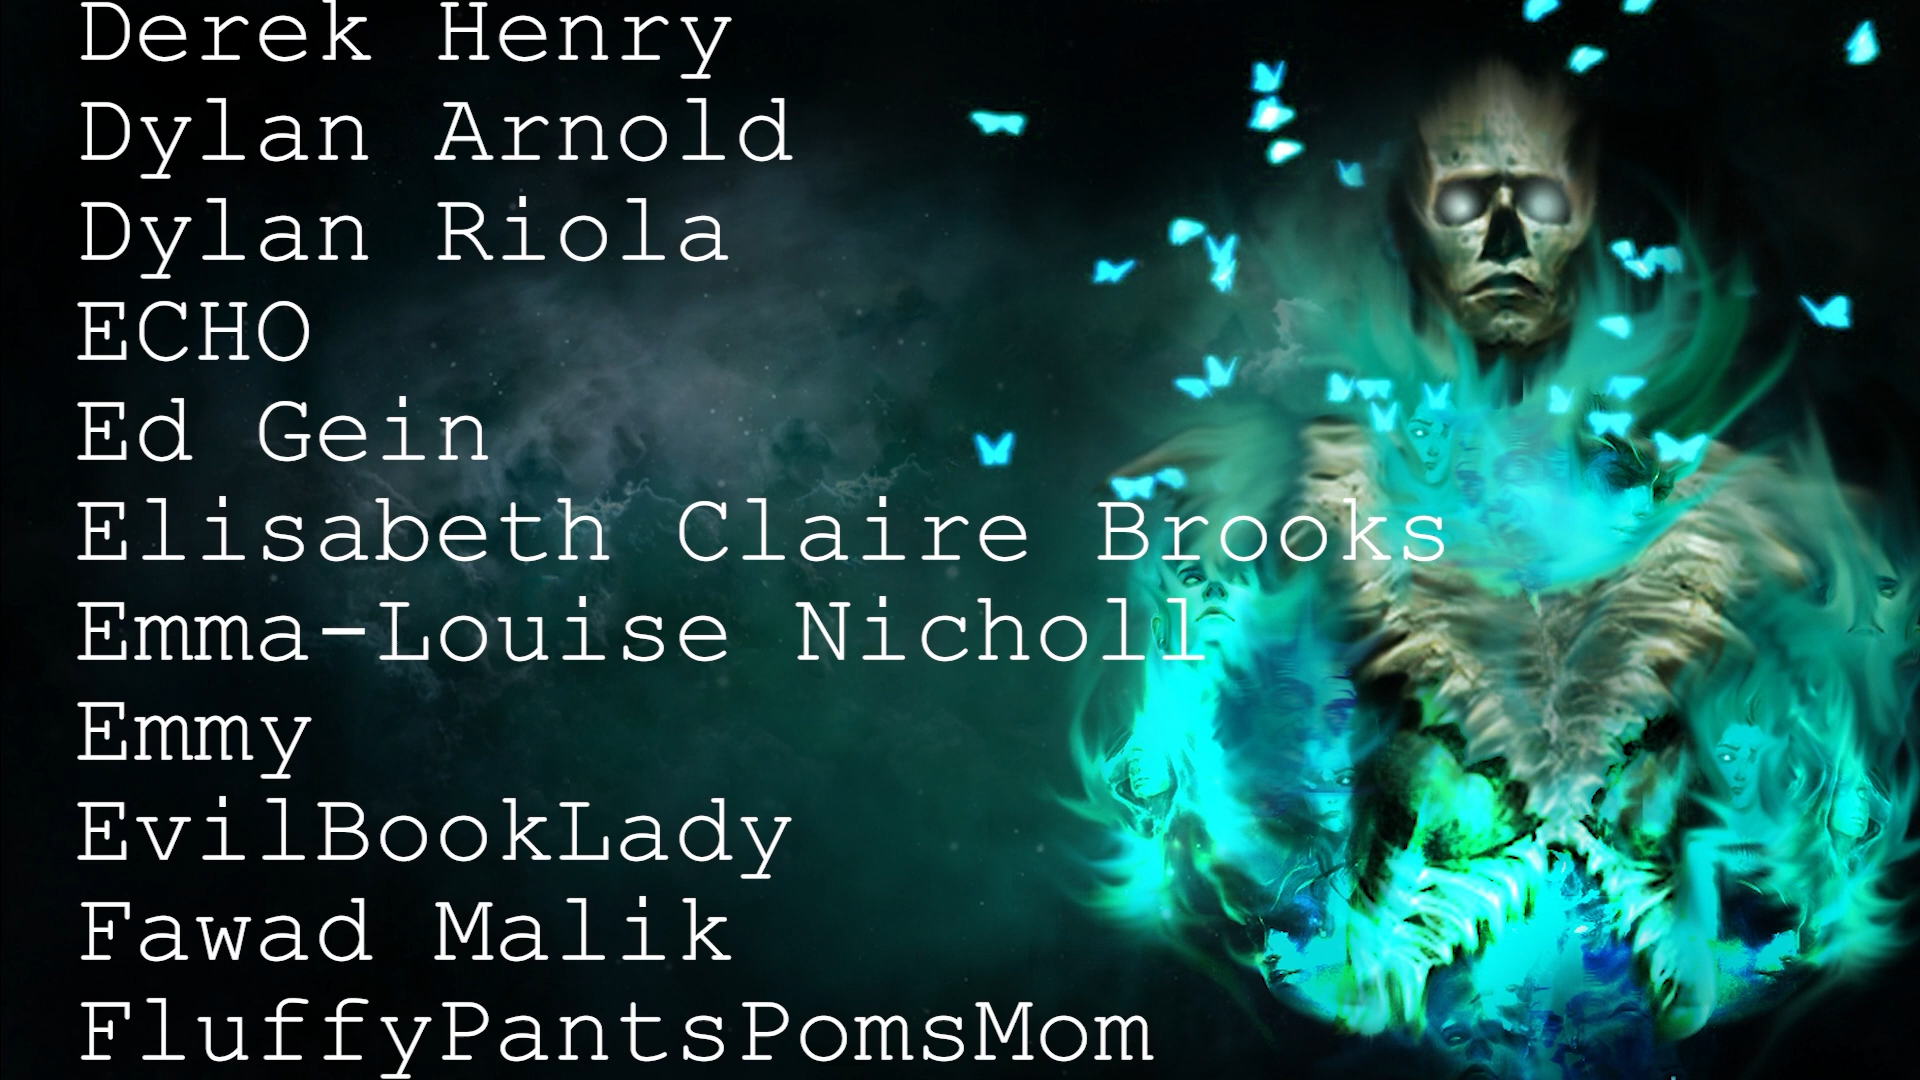 Derek Henry
Dylan Arnold
Dylan Riola
ECHO
Ed Gein
Elisabeth Claire Brooks
Emma-Louise Nicholl
Emmy
EvilBookLady
Fawad Malik
FluffyPantsPomsMom